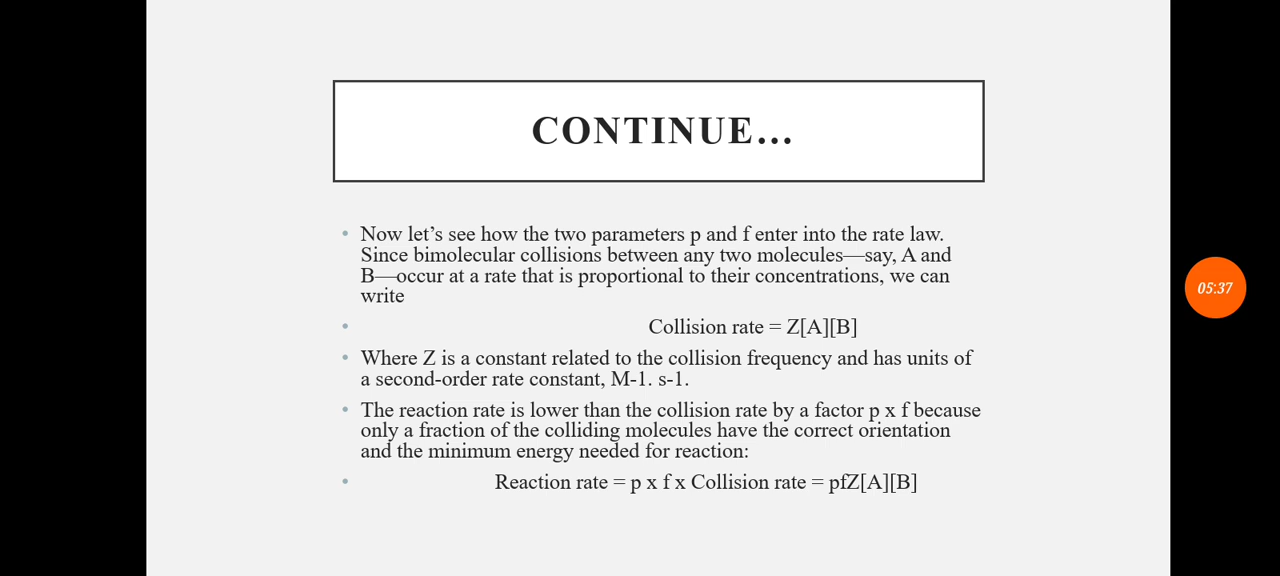 CONTINUE...
• Now let’s see how the two parameters p and f enter into the rate law.
Since bimolecular collisions between any two molecules—say, A and
B—occur at a rate that is proportional to their concentrations, we can
write
• Collision rate = Z[A][B]
• Where Z is a constant related to the collision frequency and has units of
a second-order rate constant, M-1. s-1.
• The reaction rate is lower than the collision rate by a factor p x f because
only a fraction of the colliding molecules have the correct orientation
and the minimum energy needed for reaction:
• Reaction rate = p x f x Collision rate = pfZ[A][B]
05:37